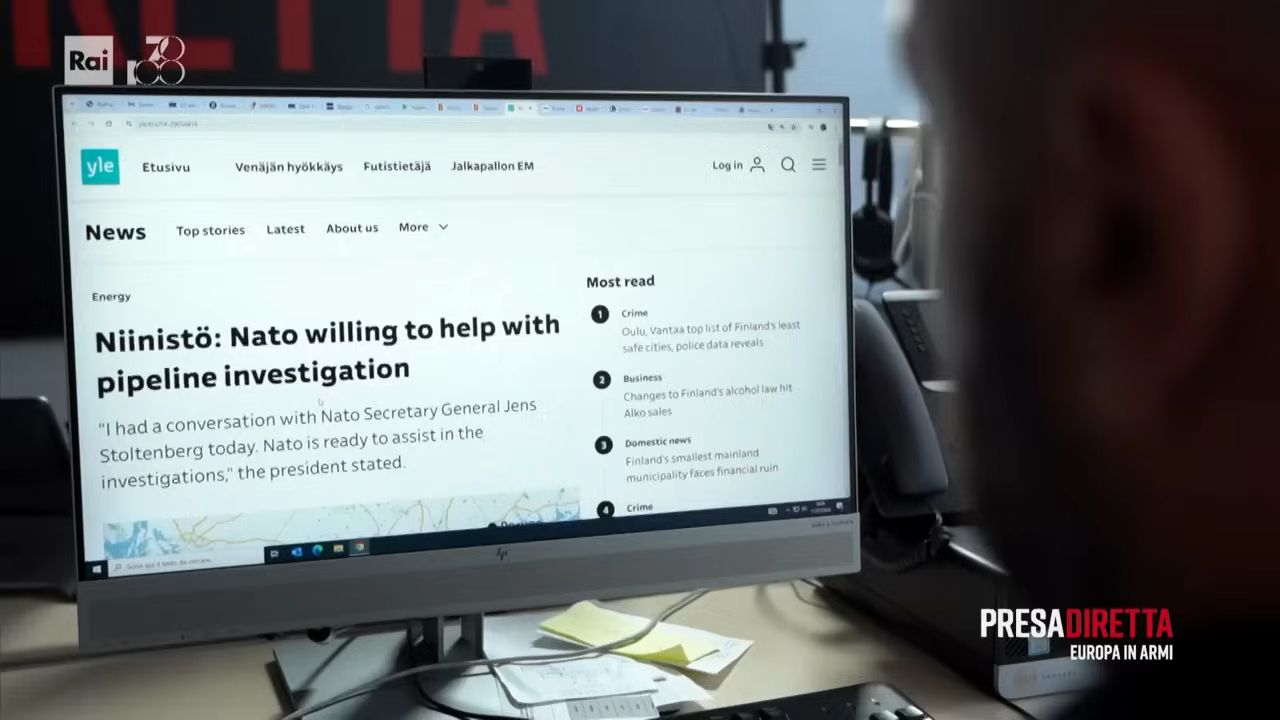 RETTA
Rai
yle
Etusivu
Venäjän hyökkäys
Futistietäjä
Jalkapallon EM
Log in
News
Top stories
Latest
About us
More
Energy
Niinistö: Nato willing to help with
pipeline investigation
"I had a conversation with Nato Secretary General Jens
Stoltenberg today. Nato is ready to assist in the
investigations," the president stated.
Most read
1
Crime
Oulu, Vantaa top list of Finland's least
safe cities, police data reveals
2
Business
Changes to Finland's alcohol law hit
Alko sales
3
Domestic news
Finland's smallest mainland
municipality faces financial ruin
4
Crime
hp
PRESADIRETTA
EUROPA IN ARMI